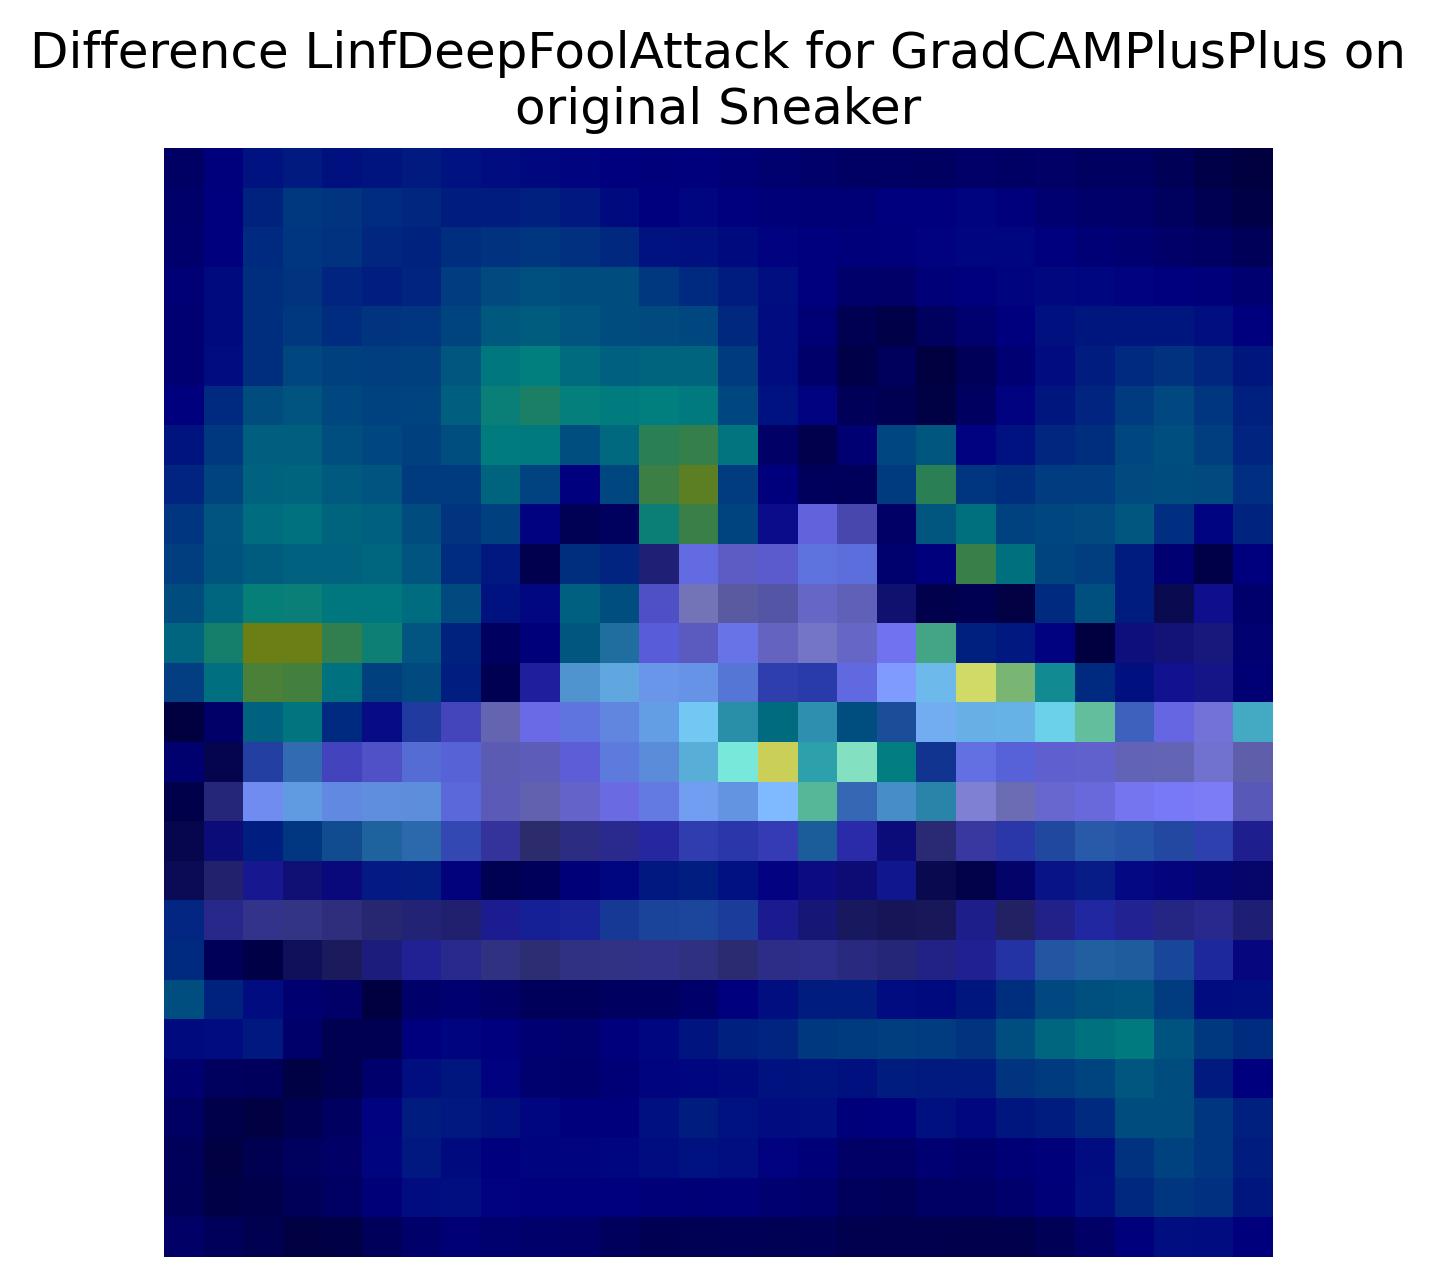 Difference LinfDeepFoolAttack for GradCAMPlusPlus on
original Sneaker